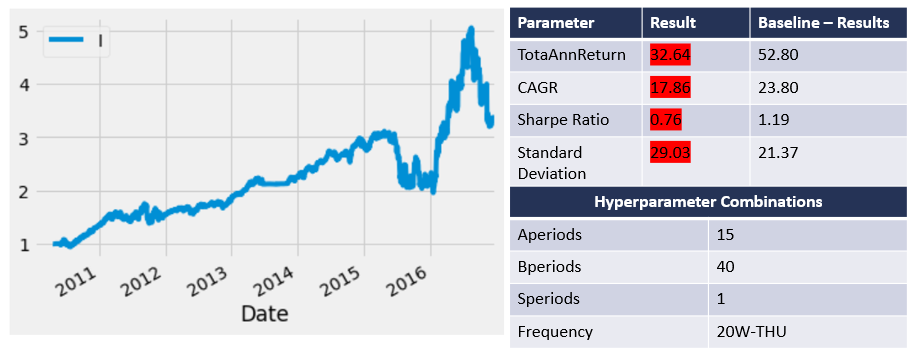 5
4
3
2
1
I
2011
2012
2013
2014
2015
2016
Date
Parameter Result Baseline – Results
TotaAnnReturn 32.64 52.80
CAGR 17.86 23.80
Sharpe Ratio 0.76 1.19
Standard 29.03 21.37
Deviation
Hyperparameter Combinations
Aperiods 15
Bperiods 40
Speriods 1
Frequency 20W-THU